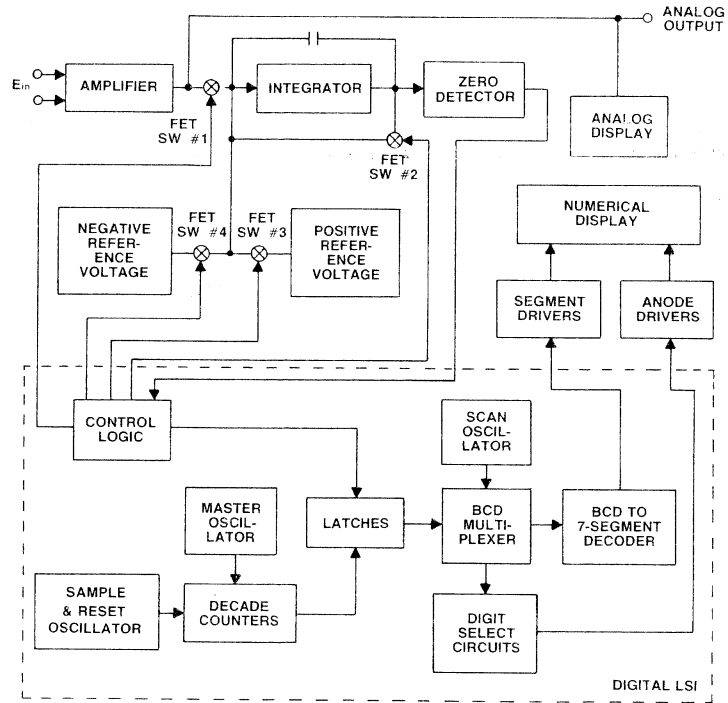 ANALOG
OUTPUT
Ein
AMPLIFIER
INTEGRATOR
ZERO
DETECTOR
ANALOG
DISPLAY
FET
SW #1
FET
SW #2
NEGATIVE
REFER-
ENCE
VOLTAGE
FET
SW #4
FET
SW #3
POSITIVE
REFER-
ENCE
VOLTAGE
NUMERICAL
DISPLAY
SEGMENT
DRIVERS
ANODE
DRIVERS
CONTROL
LOGIC
SCAN
OSCIL-
LATOR
MASTER
OSCIL-
LATOR
LATCHES
BCD
MULTI-
PLEXER
BCD TO
7-SEGMENT
DECODER
SAMPLE
& RESET
OSCILLATOR
DECADE
COUNTERS
DIGIT
SELECT
CIRCUITS
DIGITAL LSI